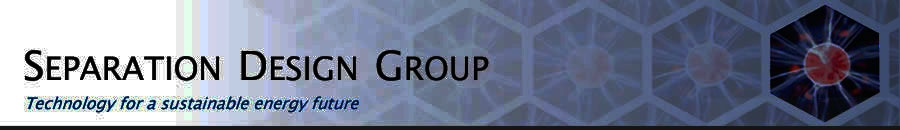 SEPARATION DESIGN GROUP
Technology for a sustainable energy future